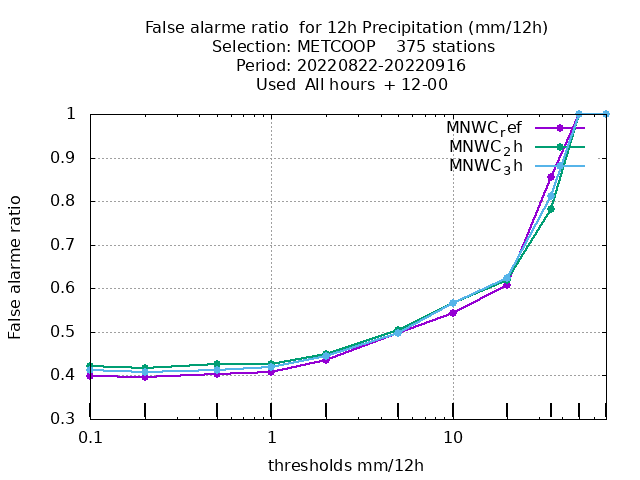 False alarme ratio  for 12h Precipitation (mm/12h)
Selection: METCOOP    375 stations
Period: 20220822-20220916
Used  All hours  + 12-00
MNWC_ref
MNWC_2h
MNWC_3h
1
0.9
0.8
0.7
0.6
0.5
0.4
0.3
False alarme ratio
0.1
1
10
thresholds mm/12h